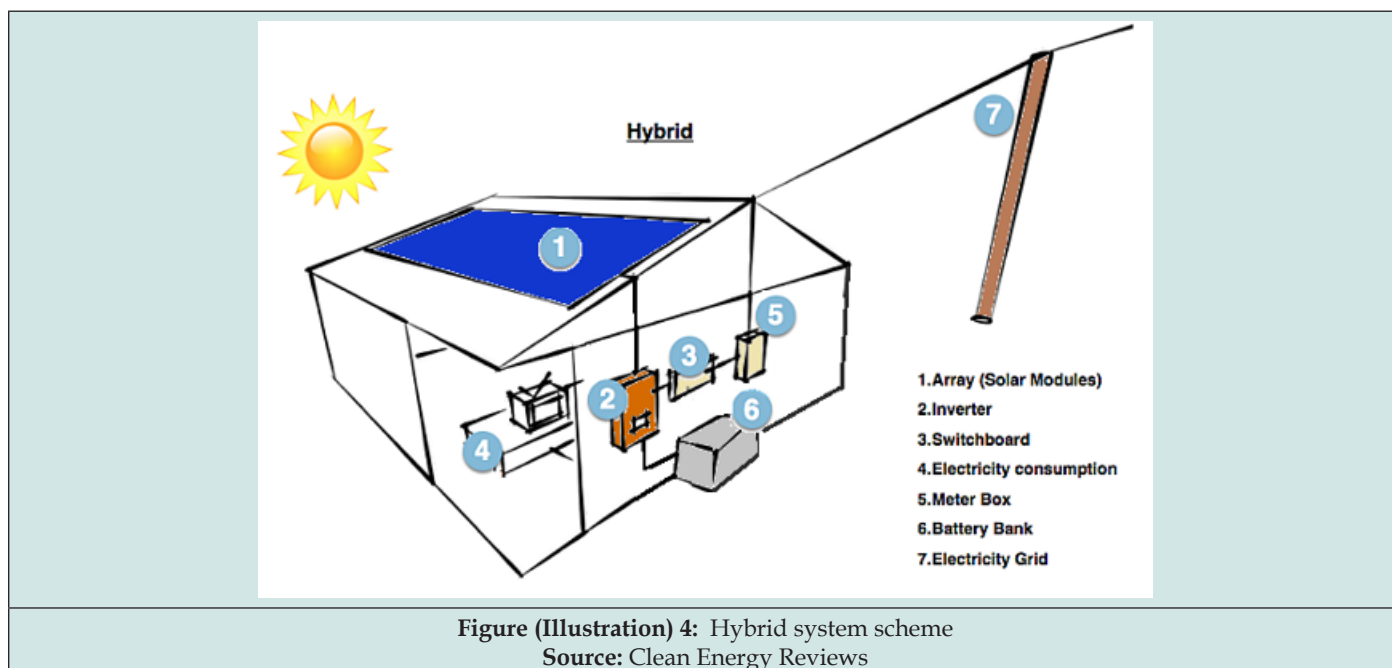 Hybrid
7
1
5
3
2
6
4
1.Array (Solar Modules)
2.Inverter
3.Switchboard
4.Electricity consumption
5.Meter Box
6.Battery Bank
7.Electricity Grid
Figure (Illustration) 4: Hybrid system scheme
Source: Clean Energy Reviews